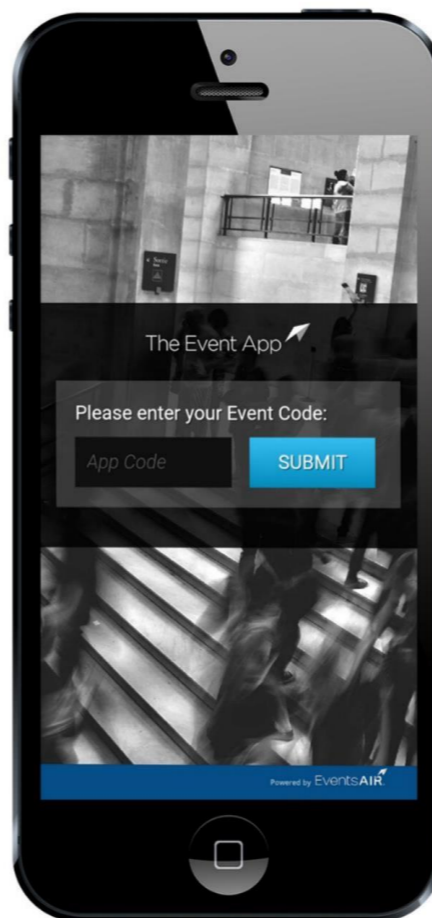 The Event App
Please enter your Event Code:
App Code
SUBMIT
Powered by EventsAIR